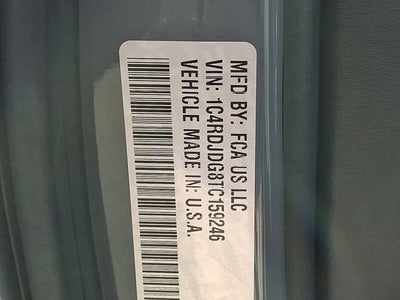 MFD BY: FCA US LLC
VIN: 1C4RDJDG8TC159246
VEHICLE MADE IN: U.S.A.